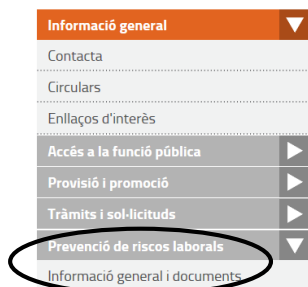 Informació general
Contacta
Circulars
Enllaços d'interès
Accés a la funció pública
Provisió i promoció
Tràmits i sol·licituds
Prevenció de riscos laborals
Informació general i documents